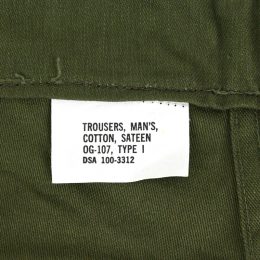 TROUSERS, MAN'S,
COTTON, SATEEN
OG-107, TYPE I
DSA 100-3312